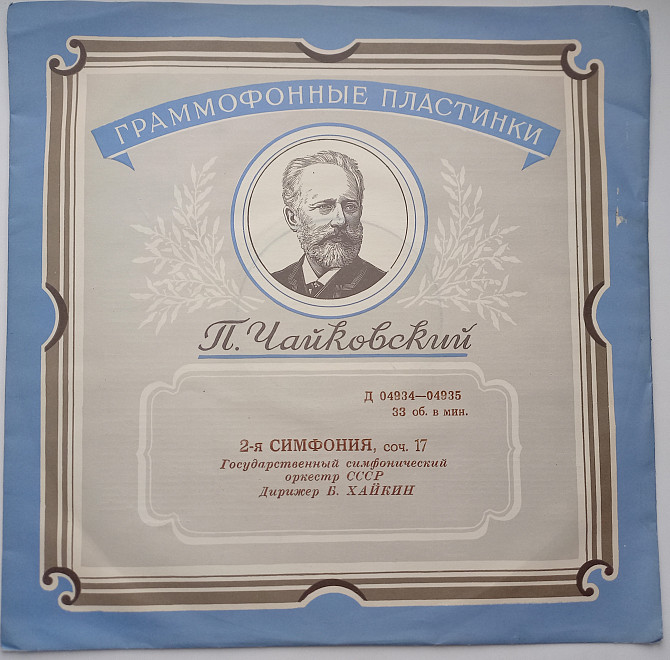 ГРАММОФОННЫЕ ПЛАСТИНКИ
П. Чайковский
Д 04934—04935
33 об. в мин.
2-я СИМФОНИЯ, соч. 17
Государственный симфонический
оркестр СССР
Дирижер Б. ХАЙКИН